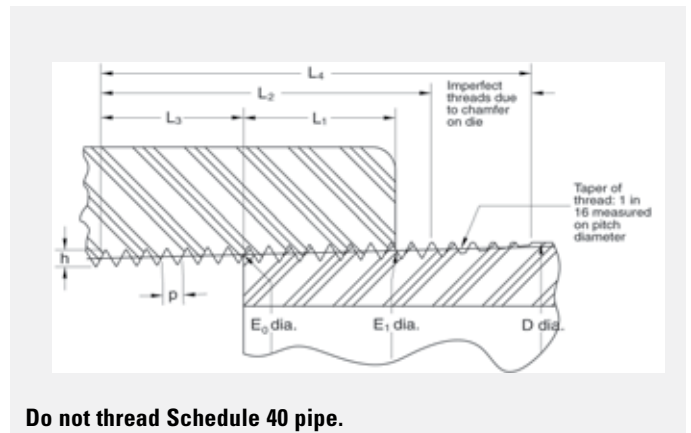 L₄
L₂
Imperfect
threads due
to chamfer
on die
L₃
L₁
Taper of
thread: 1 in
16 measured
on pitch
diameter
h
p
E₀ dia.
E₁ dia.
D dia.
Do not thread Schedule 40 pipe.